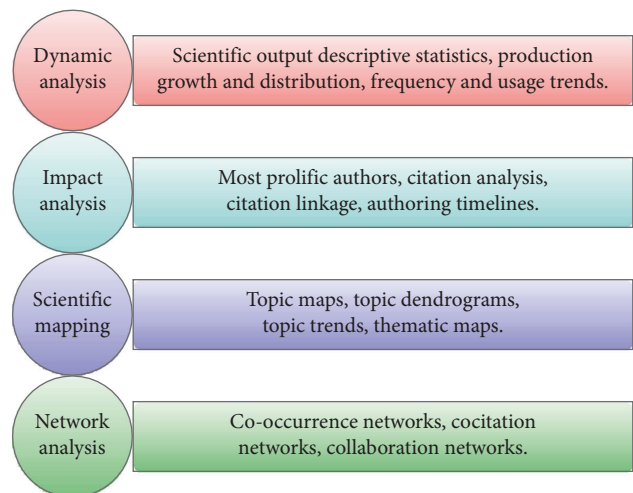 Dynamic
analysis
Scientific output descriptive statistics, production
growth and distribution, frequency and usage trends.
Impact
analysis
Most prolific authors, citation analysis,
citation linkage, authoring timelines.
Scientific
mapping
Topic maps, topic dendrograms,
topic trends, thematic maps.
Network
analysis
Co-occurrence networks, cocitation
networks, collaboration networks.